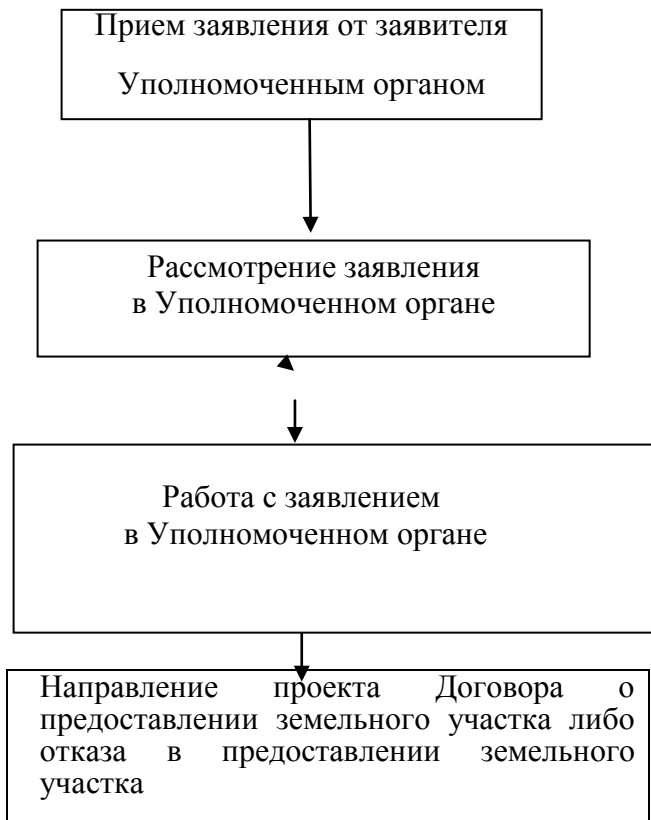 Прием заявления от заявителя
Уполномоченным органом
Рассмотрение заявления
в Уполномоченном органе
Работа с заявлением
в Уполномоченном органе
Направление проекта Договора о
предоставлении земельного участка либо
отказа в предоставлении земельного
участка